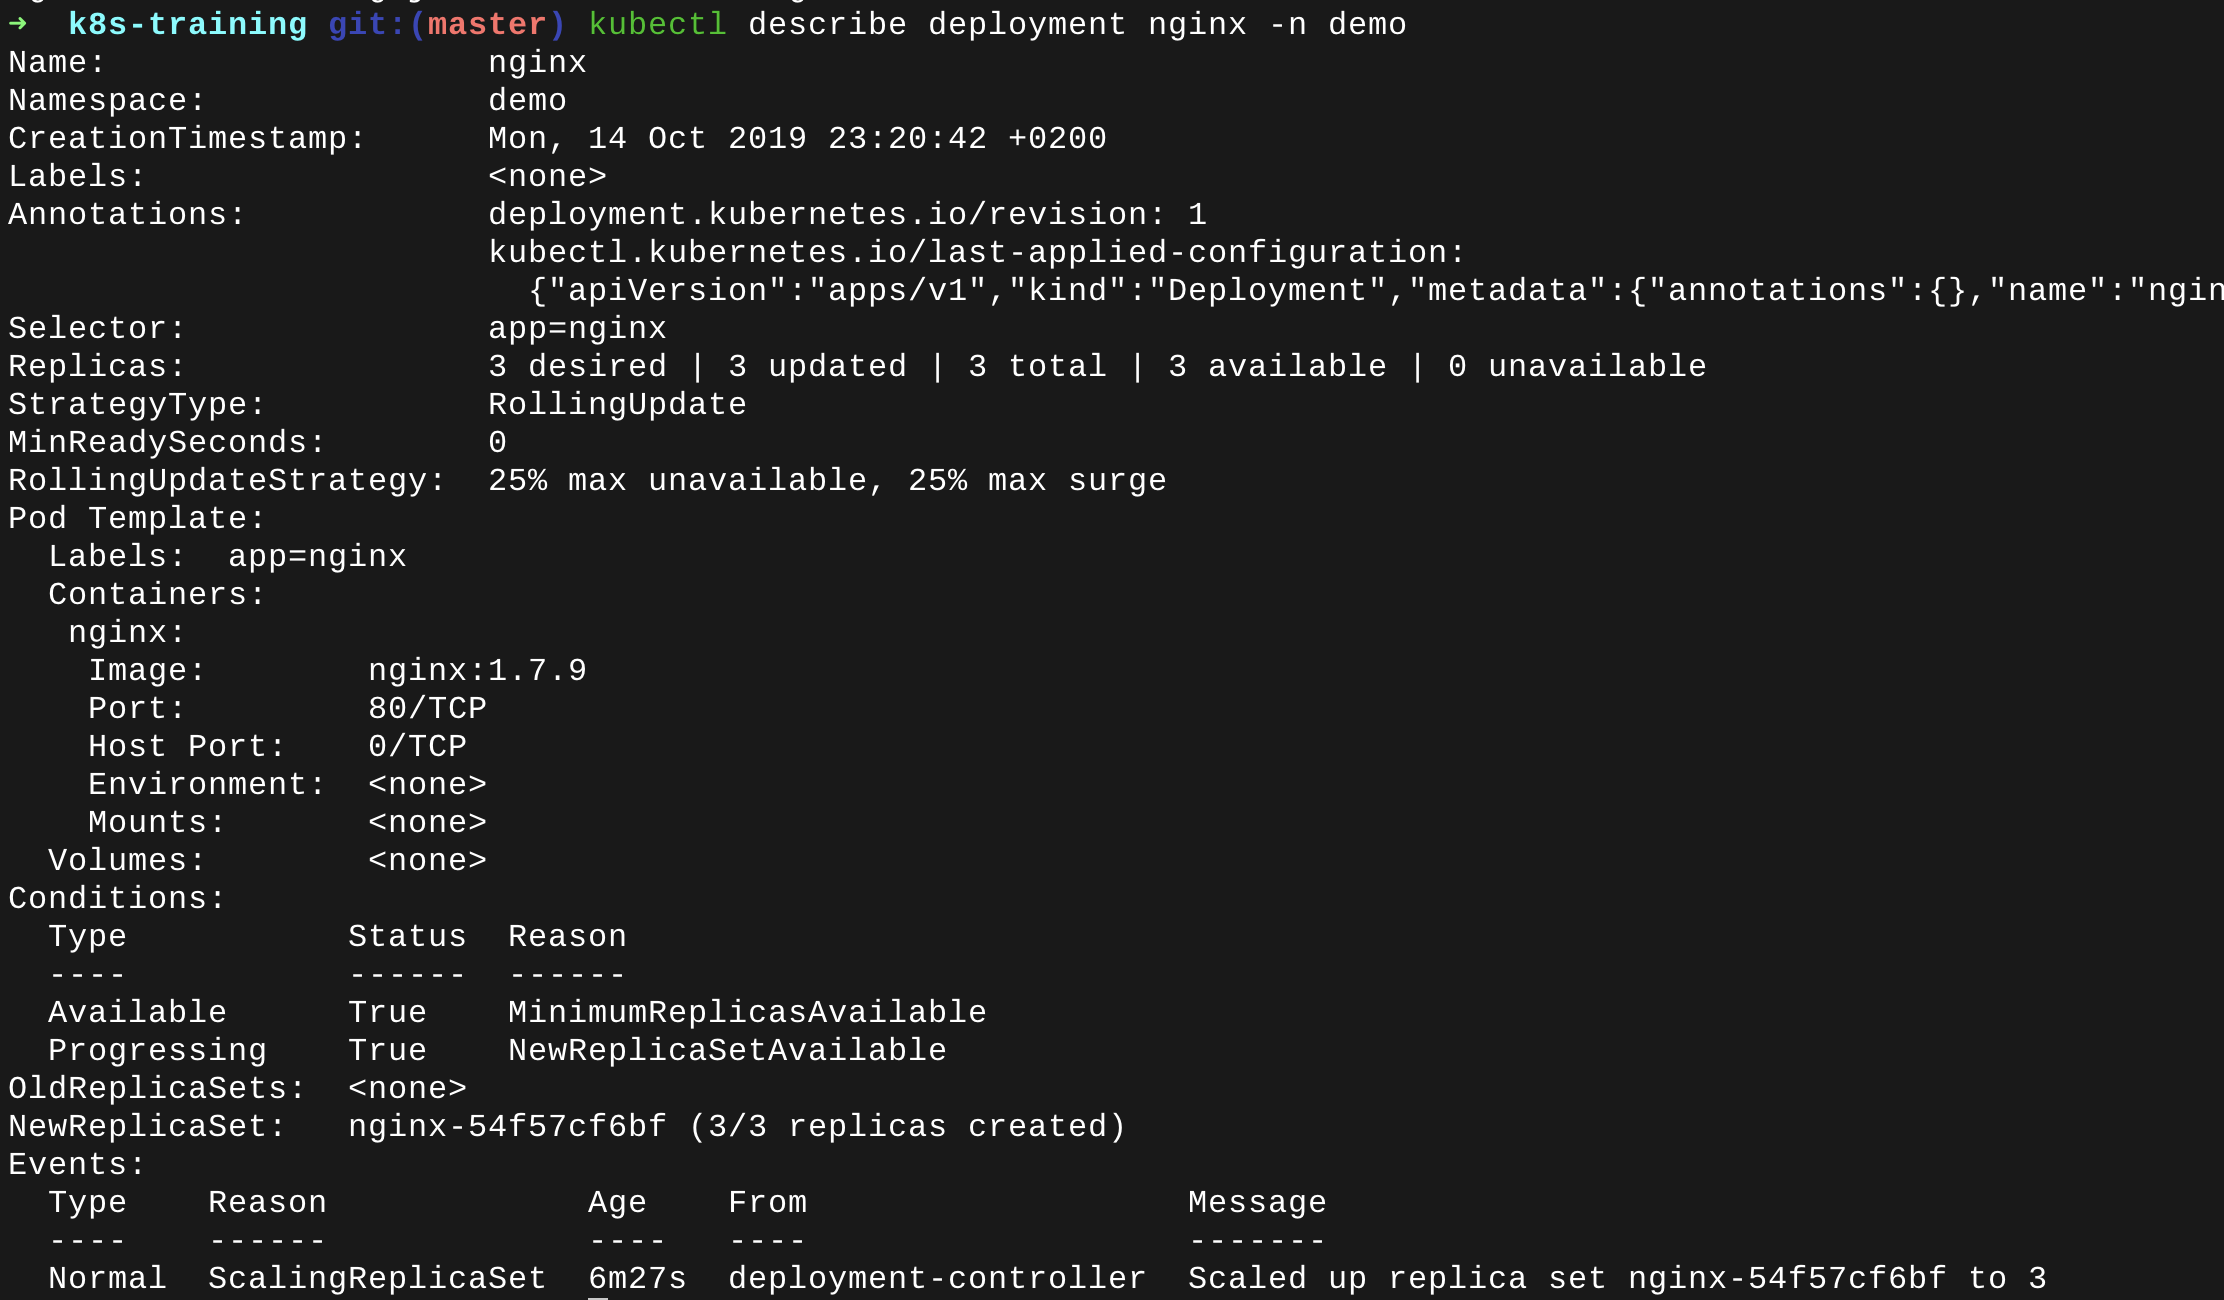 ➜  k8s-training git:(master) kubectl describe deployment nginx -n demo
Name:                   nginx
Namespace:              demo
CreationTimestamp:      Mon, 14 Oct 2019 23:20:42 +0200
Labels:                 <none>
Annotations:            deployment.kubernetes.io/revision: 1
                        kubectl.kubernetes.io/last-applied-configuration:
                          {"apiVersion":"apps/v1","kind":"Deployment","metadata":{"annotations":{},"name":"ngin
Selector:               app=nginx
Replicas:               3 desired | 3 updated | 3 total | 3 available | 0 unavailable
StrategyType:           RollingUpdate
MinReadySeconds:        0
RollingUpdateStrategy:  25% max unavailable, 25% max surge
Pod Template:
  Labels:  app=nginx
  Containers:
   nginx:
    Image:        nginx:1.7.9
    Port:         80/TCP
    Host Port:    0/TCP
    Environment:  <none>
    Mounts:       <none>
  Volumes:        <none>
Conditions:
  Type           Status  Reason
  ----           ------  ------
  Available      True    MinimumReplicasAvailable
  Progressing    True    NewReplicaSetAvailable
OldReplicaSets:  <none>
NewReplicaSet:   nginx-54f57cf6bf (3/3 replicas created)
Events:
  Type    Reason             Age    From                   Message
  ----    ------             ----   ----                   -------
  Normal  ScalingReplicaSet  6m27s  deployment-controller  Scaled up replica set nginx-54f57cf6bf to 3